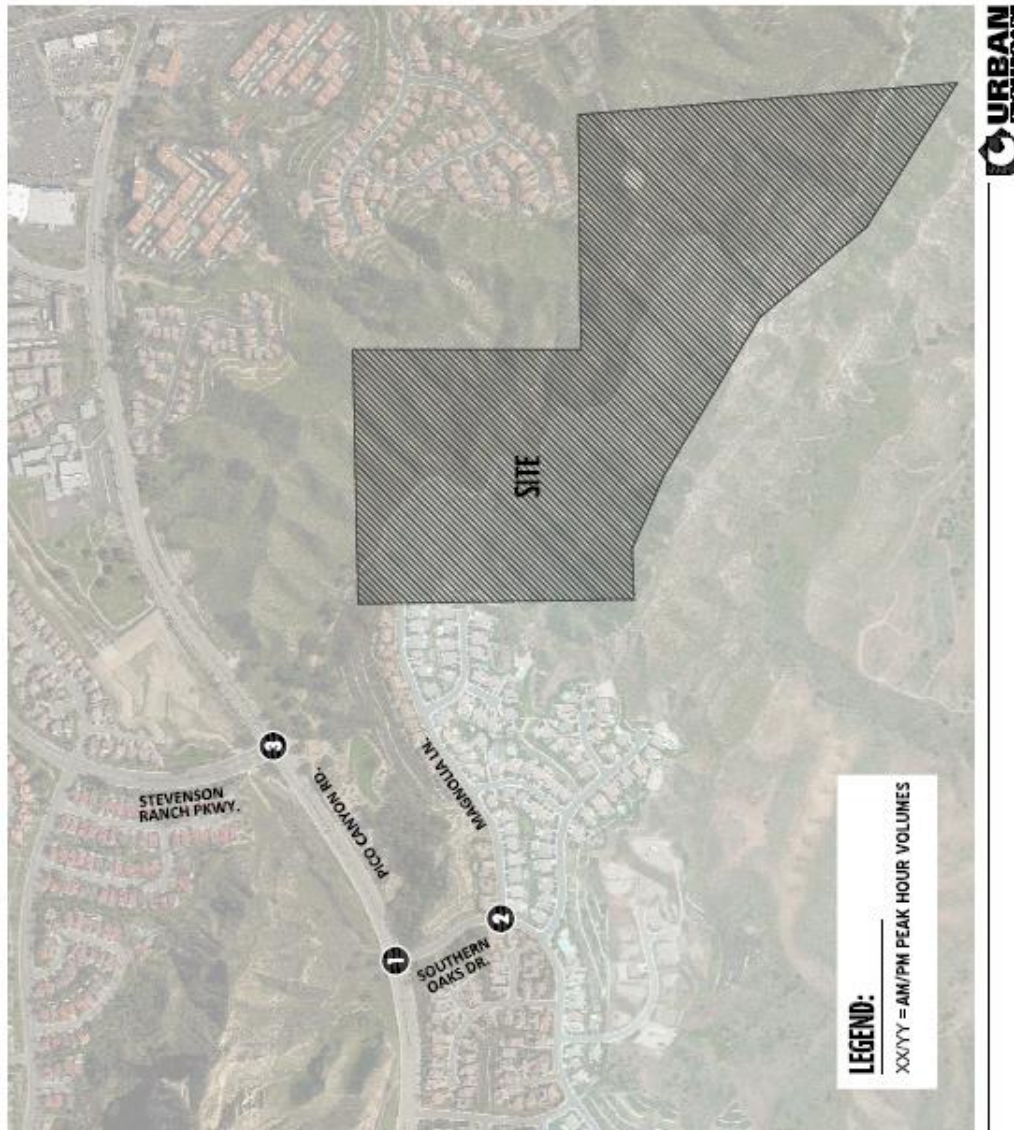 STEVENSON
RANCH PKWY.
3
PICO CANYON RD.
1
SOUTHERN
OAKS DR.
2
MAGNOLIA LN.
SITE
LEGEND:
XX/YY = AM/PM PEAK HOUR VOLUMES
URBAN